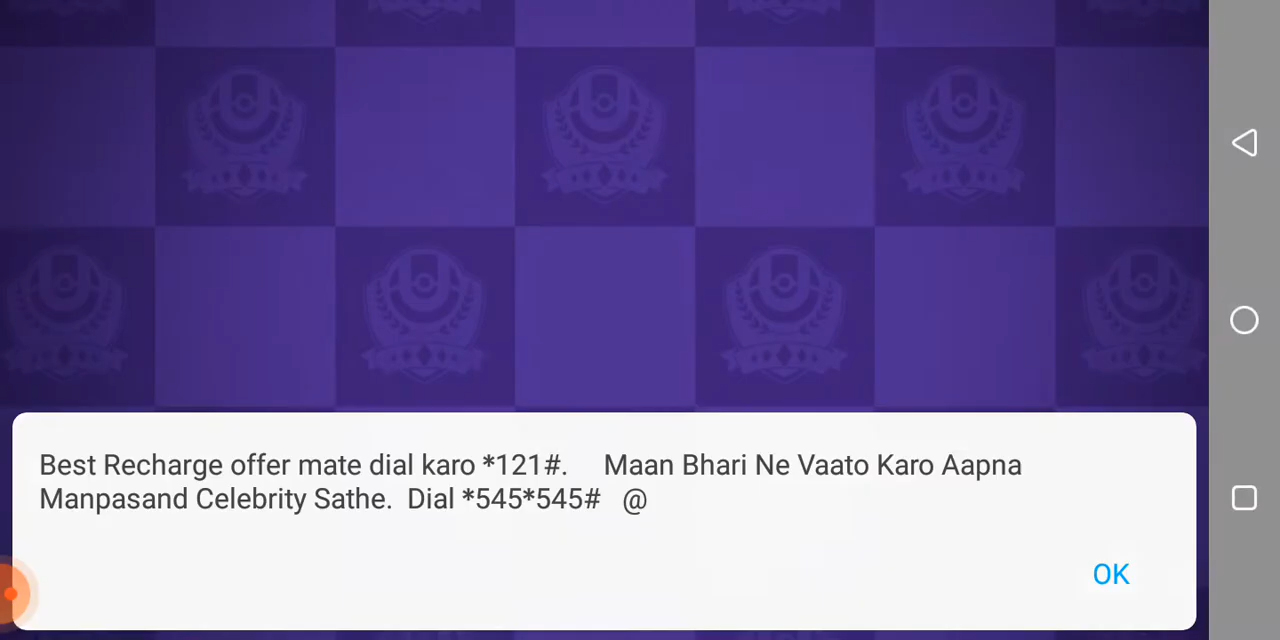 Best Recharge offer mate dial karo *121#. Maan Bhari Ne Vaato Karo Aapna
Manpasand Celebrity Sathe. Dial *545*545# @
OK